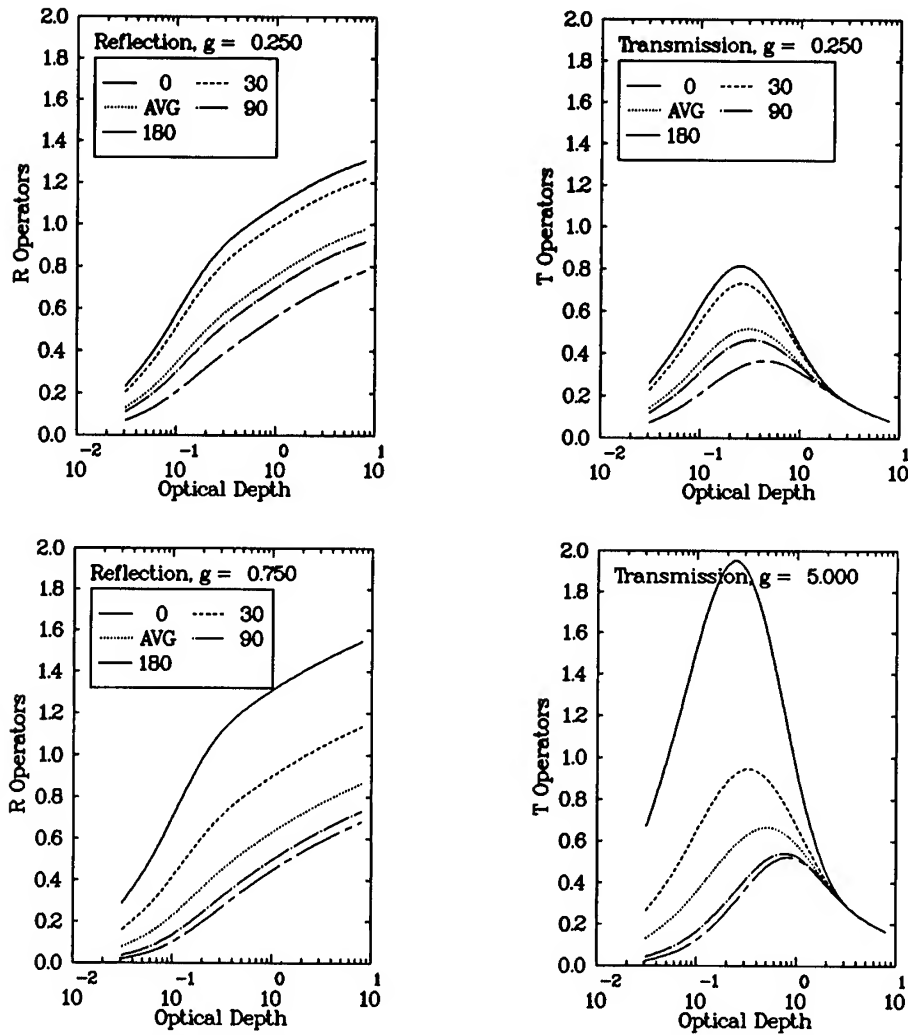 2.0
Reflection, g = 0.250
0 30
AVG 90
180
1.8
1.6
1.4
1.2
1.0
0.8
0.6
0.4
0.2
0.0
R Operators
10^-2 10^-1 10^0 10^1
Optical Depth
2.0
Transmission, g = 0.250
0 30
AVG 90
180
1.8
1.6
1.4
1.2
1.0
0.8
0.6
0.4
0.2
0.0
T Operators
10^-2 10^-1 10^0 10^1
Optical Depth
2.0
Reflection, g = 0.750
0 30
AVG 90
180
1.8
1.6
1.4
1.2
1.0
0.8
0.6
0.4
0.2
0.0
R Operators
10^-2 10^-1 10^0 10^1
Optical Depth
2.0
Transmission, g = 5.000
1.8
1.6
1.4
1.2
1.0
0.8
0.6
0.4
0.2
0.0
T Operators
10^-2 10^-1 10^0 10^1
Optical Depth